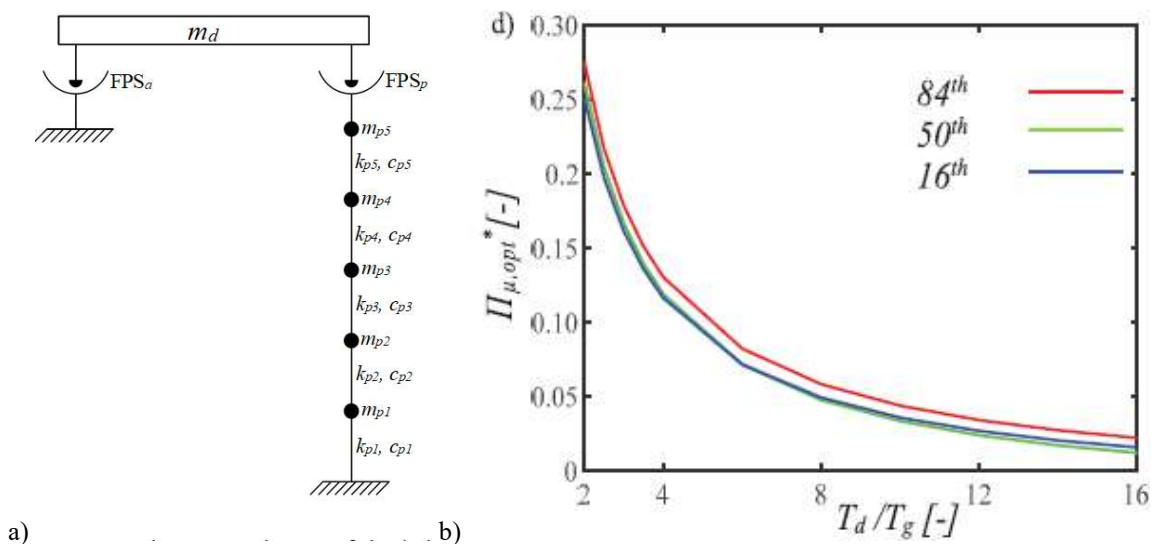 m_d
FPS_a
FPS_p
m_p5
k_p5, c_p5
m_p4
k_p4, c_p4
m_p3
k_p3, c_p3
m_p2
k_p2, c_p2
m_p1
k_p1, c_p1
a)
b)
d)
0.30
0.25
0.2
0.15
0.10
0.05
0
Π_μ,opt* [-]
84th
50th
16th
2
4
8
12
16
T_d/T_g [-]